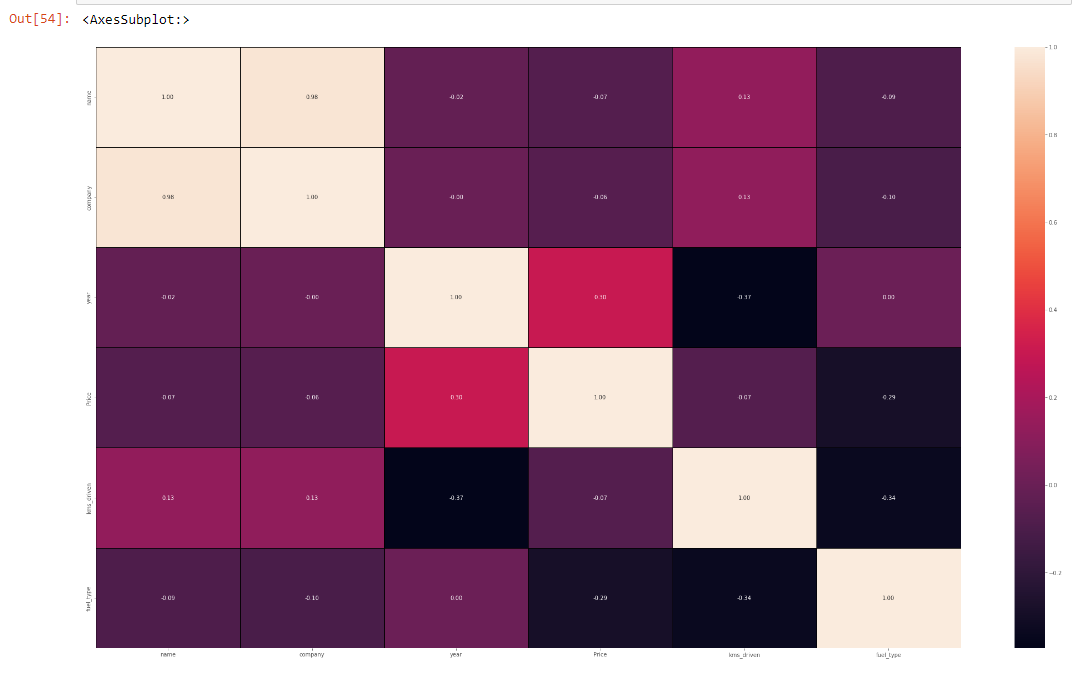 Out[54]: <AxesSubplot:>
1.0
name 1.00 0.98 -0.02 -0.07 0.13 -0.09
0.8
company 0.98 1.00 -0.00 -0.06 0.13 -0.10
0.6
year -0.02 -0.00 1.00 0.30 -0.37 0.00
0.4
Price -0.07 -0.06 0.30 1.00 -0.07 -0.29
0.2
kms_driven 0.13 0.13 -0.37 -0.07 1.00 -0.34
0.0
-0.2
fuel_type -0.09 -0.10 0.00 -0.29 -0.34 1.00
name company year Price kms_driven fuel_type